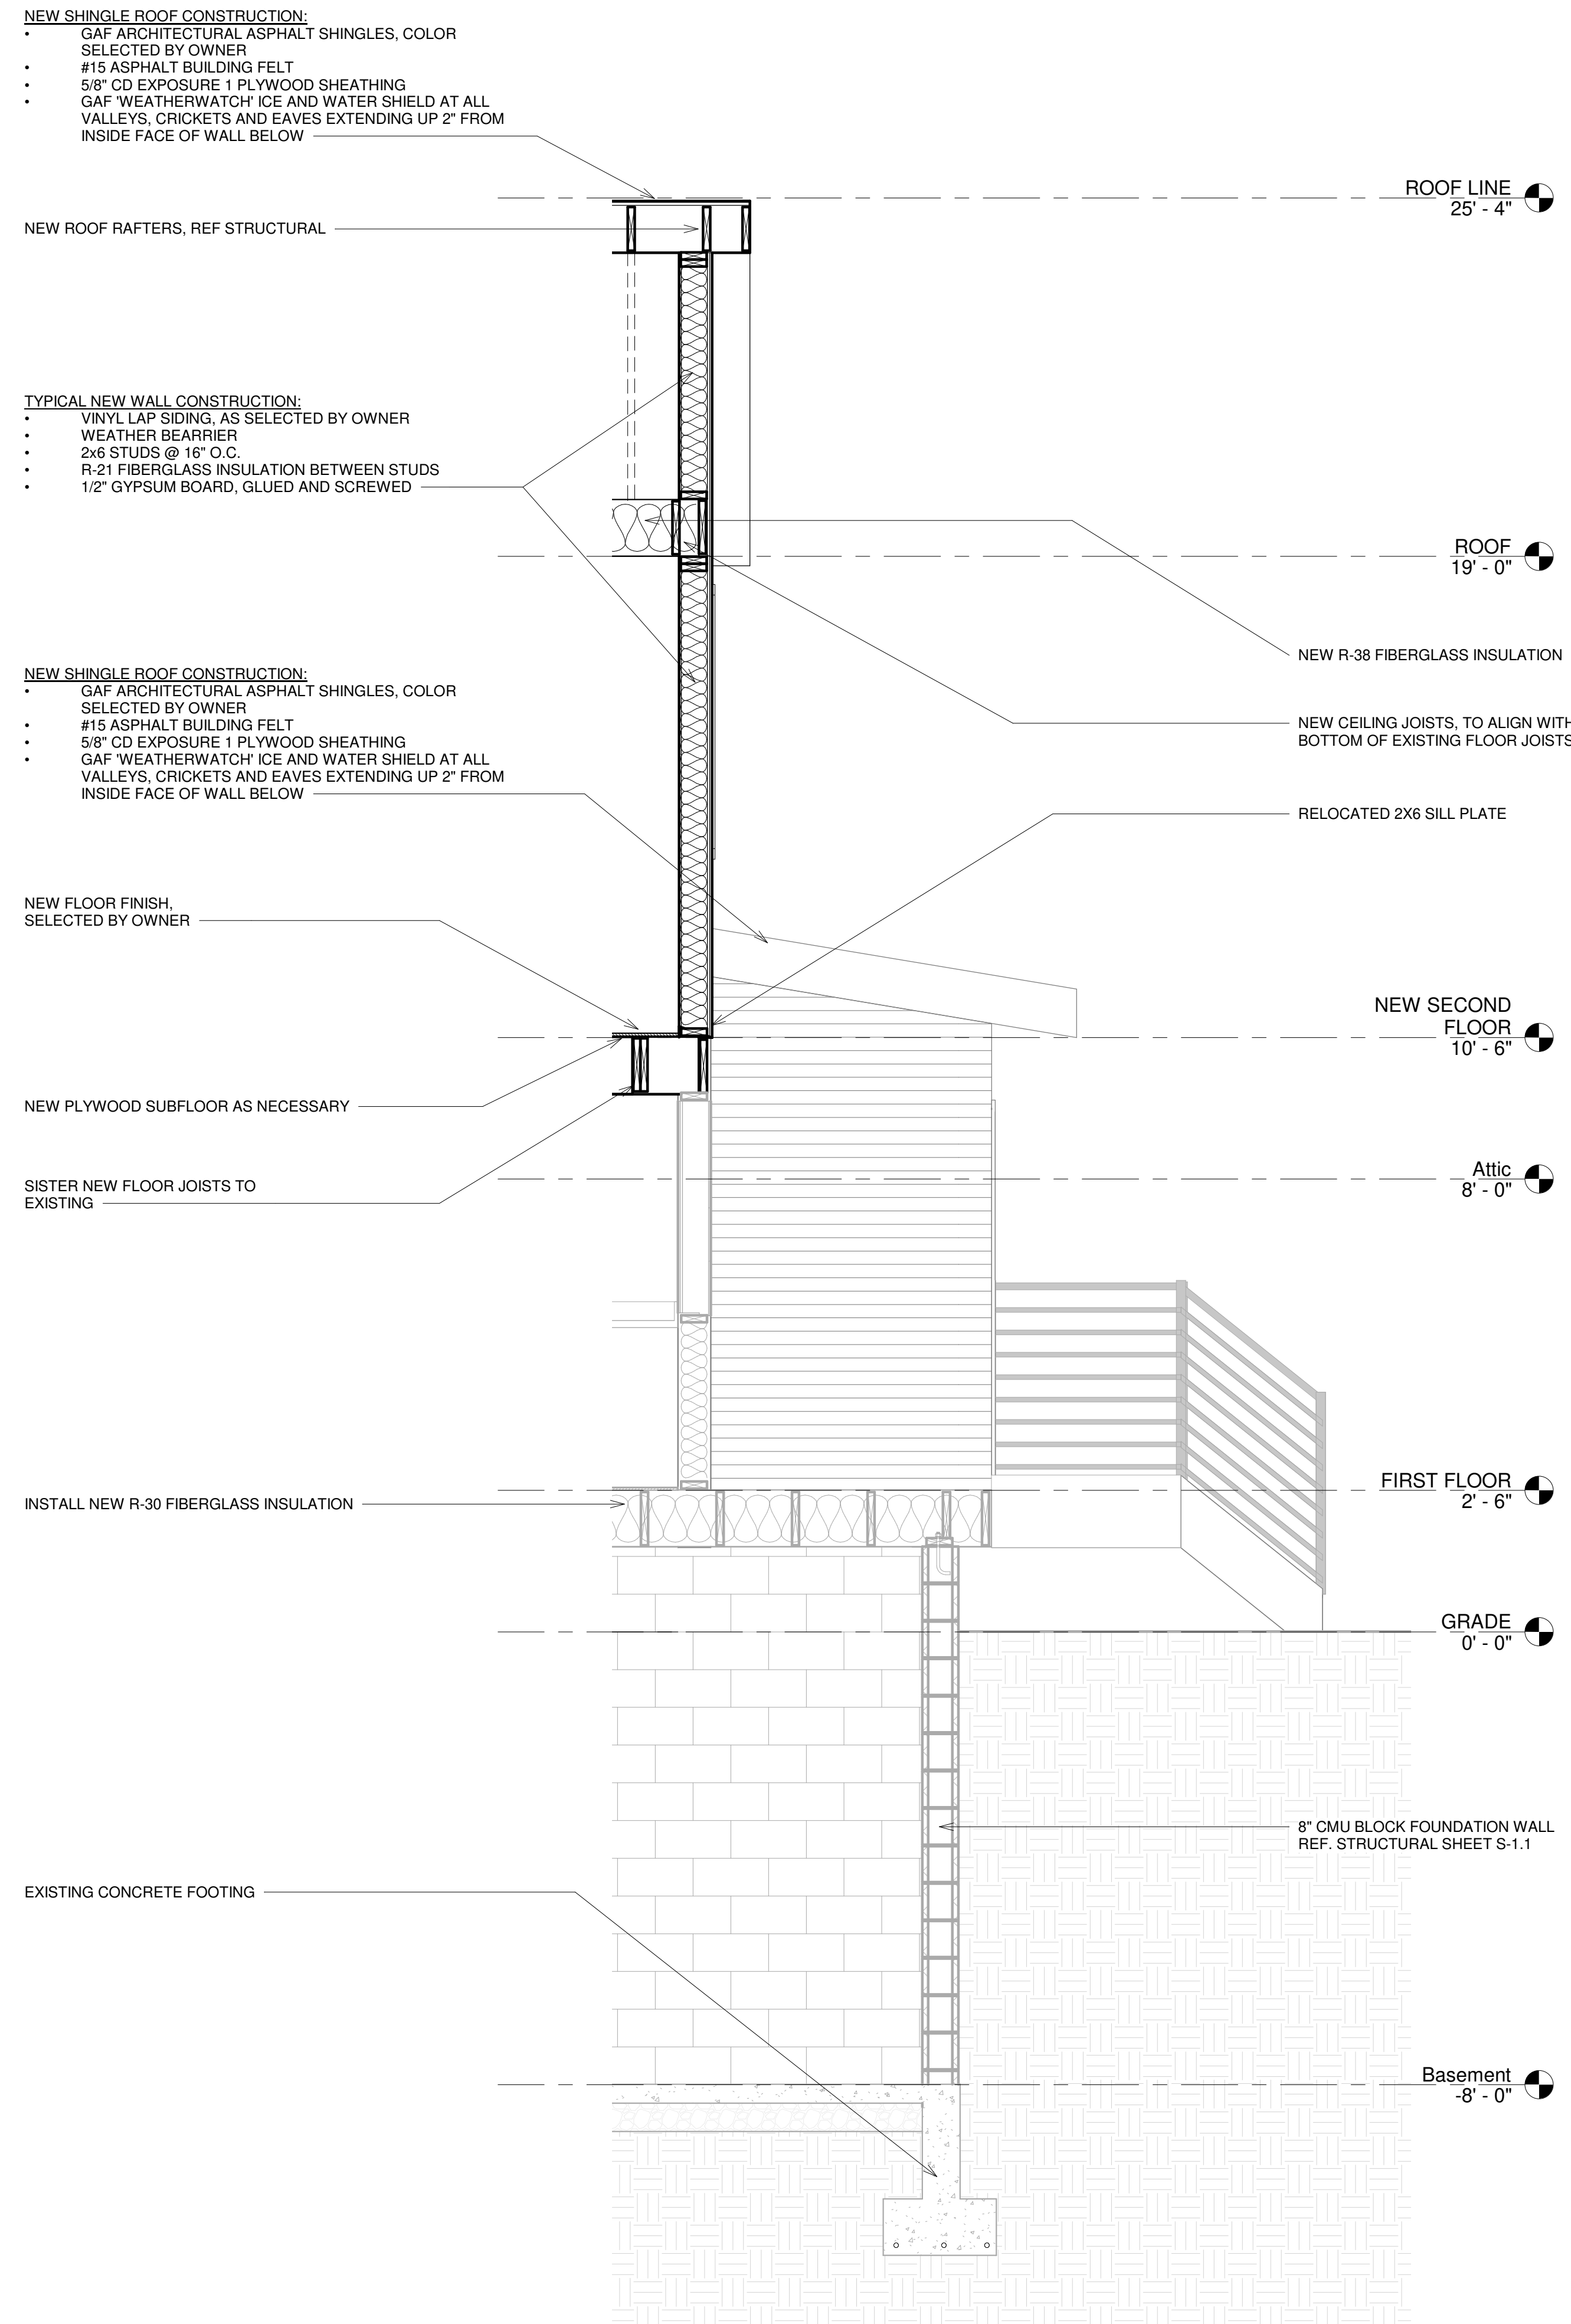 NEW SHINGLE ROOF CONSTRUCTION:
• GAF ARCHITECTURAL ASPHALT SHINGLES, COLOR
SELECTED BY OWNER
• #15 ASPHALT BUILDING FELT
• 5/8" CD EXPOSURE 1 PLYWOOD SHEATHING
• GAF 'WEATHERWATCH' ICE AND WATER SHIELD AT ALL
VALLEYS, CRICKETS AND EAVES EXTENDING UP 2" FROM
INSIDE FACE OF WALL BELOW
ROOF LINE
25' - 4"
NEW ROOF RAFTERS, REF STRUCTURAL
TYPICAL NEW WALL CONSTRUCTION:
• VINYL LAP SIDING, AS SELECTED BY OWNER
• WEATHER BEARRIER
• 2x6 STUDS @ 16" O.C.
• R-21 FIBERGLASS INSULATION BETWEEN STUDS
• 1/2" GYPSUM BOARD, GLUED AND SCREWED
ROOF
19' - 0"
NEW R-38 FIBERGLASS INSULATION
NEW SHINGLE ROOF CONSTRUCTION:
• GAF ARCHITECTURAL ASPHALT SHINGLES, COLOR
SELECTED BY OWNER
• #15 ASPHALT BUILDING FELT
• 5/8" CD EXPOSURE 1 PLYWOOD SHEATHING
• GAF 'WEATHERWATCH' ICE AND WATER SHIELD AT ALL
VALLEYS, CRICKETS AND EAVES EXTENDING UP 2" FROM
INSIDE FACE OF WALL BELOW
NEW CEILING JOISTS, TO ALIGN WITH
BOTTOM OF EXISTING FLOOR JOISTS
RELOCATED 2X6 SILL PLATE
NEW FLOOR FINISH,
SELECTED BY OWNER
NEW SECOND
FLOOR
10' - 6"
NEW PLYWOOD SUBFLOOR AS NECESSARY
SISTER NEW FLOOR JOISTS TO
EXISTING
Attic
8' - 0"
INSTALL NEW R-30 FIBERGLASS INSULATION
FIRST FLOOR
2' - 6"
GRADE
0' - 0"
8" CMU BLOCK FOUNDATION WALL
REF. STRUCTURAL SHEET S-1.1
EXISTING CONCRETE FOOTING
Basement
-8' - 0"